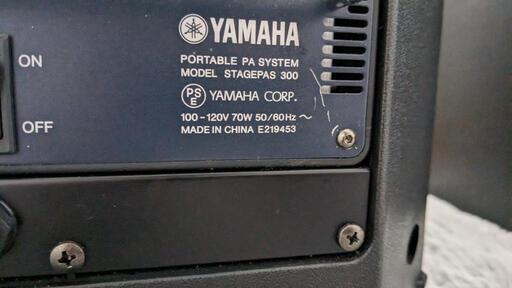 YAMAHA
PORTABLE PA SYSTEM
MODEL STAGEPAS 300
PS
E
YAMAHA CORP.
100-120V 70W 50/60Hz ~
MADE IN CHINA E219453
ON
OFF